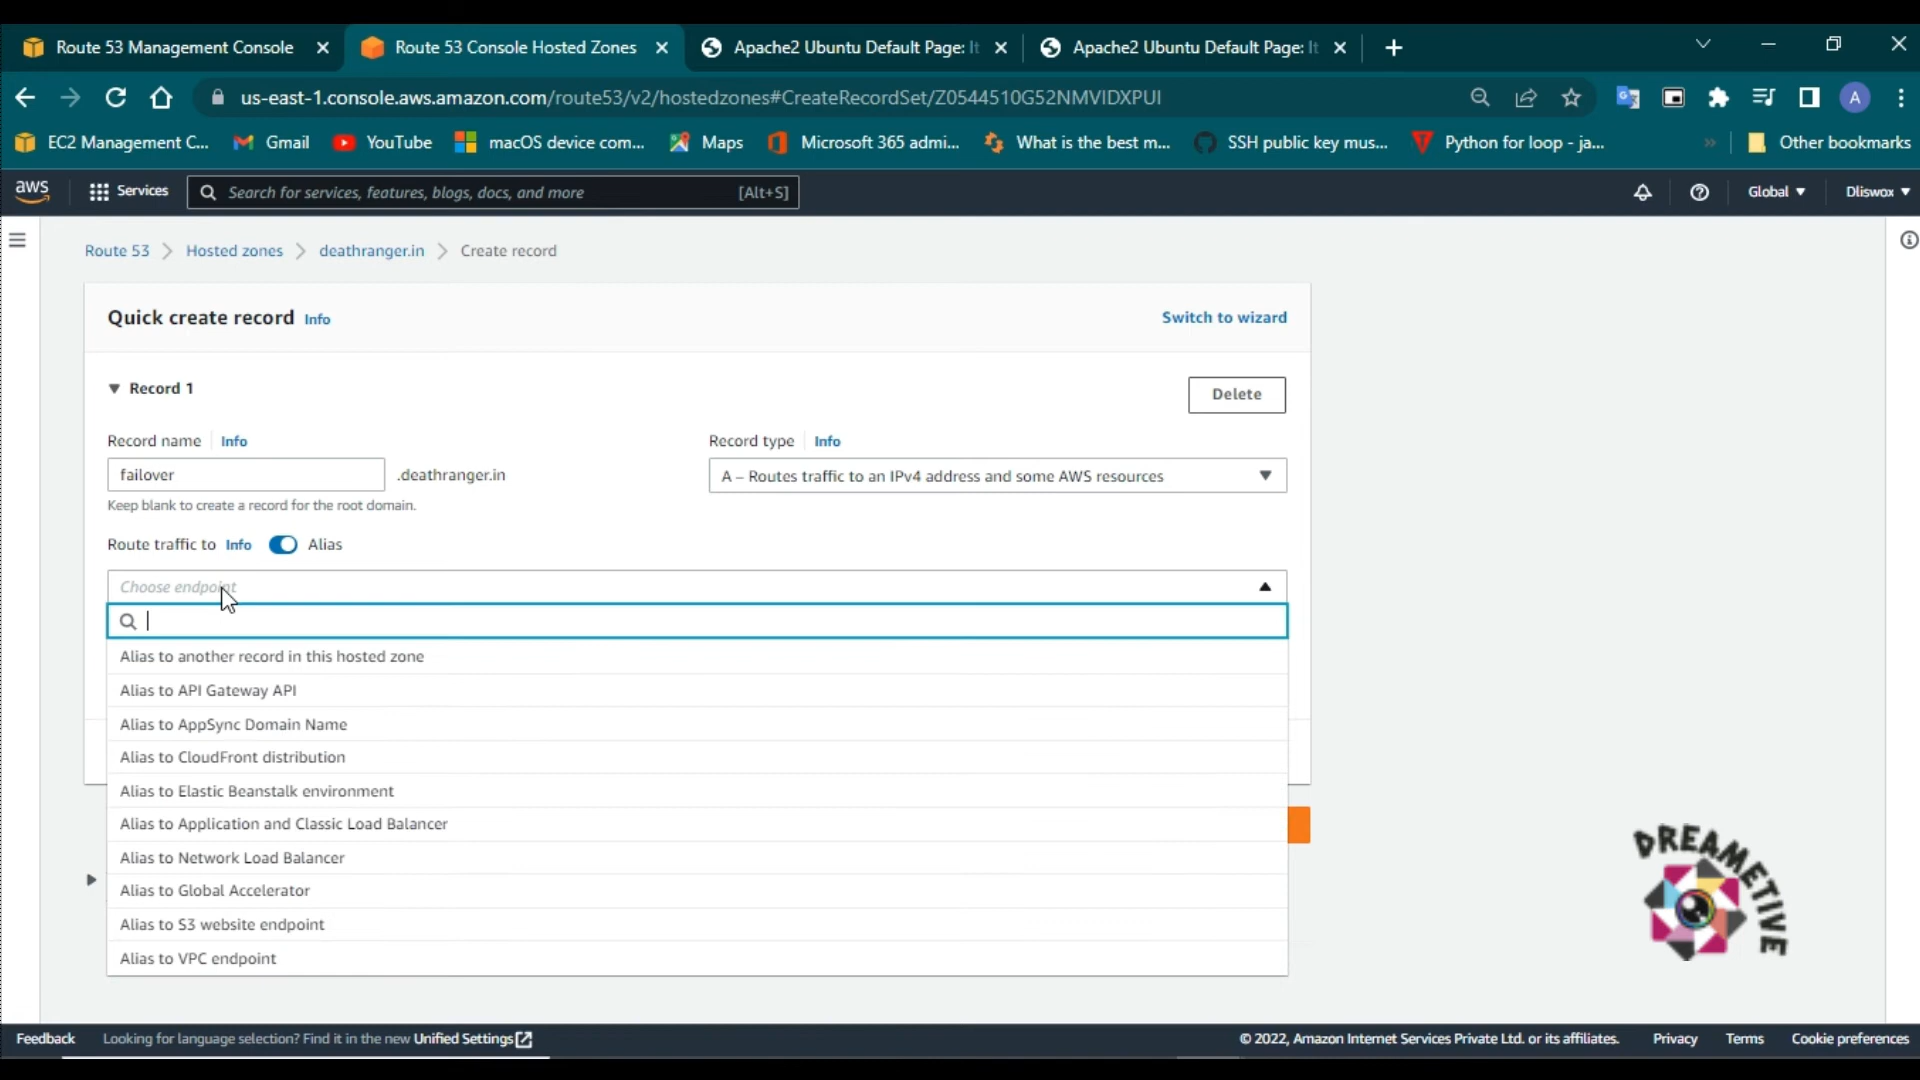 Route 53 Management Console
Route 53 Console Hosted Zones
Apache2 Ubuntu Default Page: It
Apache2 Ubuntu Default Page: It
us-east-1.console.aws.amazon.com/route53/v2/hostedzones#CreateRecordSet/Z0544510G52NMVIDXPUI
A
EC2 Management C...
Gmail
YouTube
macOS device com...
Maps
Microsoft 365 admi...
What is the best m...
SSH public key mus...
Python for loop - ja...
Other bookmarks
aws
Services
Search for services, features, blogs, docs, and more
[Alt+S]
Global
Dliswox
Route 53
Hosted zones
deathranger.in
Create record
Quick create record Info
Switch to wizard
Record 1
Delete
Record name Info
Record type Info
failover
.deathranger.in
A – Routes traffic to an IPv4 address and some AWS resources
Keep blank to create a record for the root domain.
Route traffic to Info Alias
Choose endpoint
Alias to another record in this hosted zone
Alias to API Gateway API
Alias to AppSync Domain Name
Alias to CloudFront distribution
Alias to Elastic Beanstalk environment
Alias to Application and Classic Load Balancer
Alias to Network Load Balancer
Alias to Global Accelerator
Alias to S3 website endpoint
Alias to VPC endpoint
DREAMETIVE
Feedback
Looking for language selection? Find it in the new Unified Settings
© 2022, Amazon Internet Services Private Ltd. or its affiliates.
Privacy
Terms
Cookie preferences